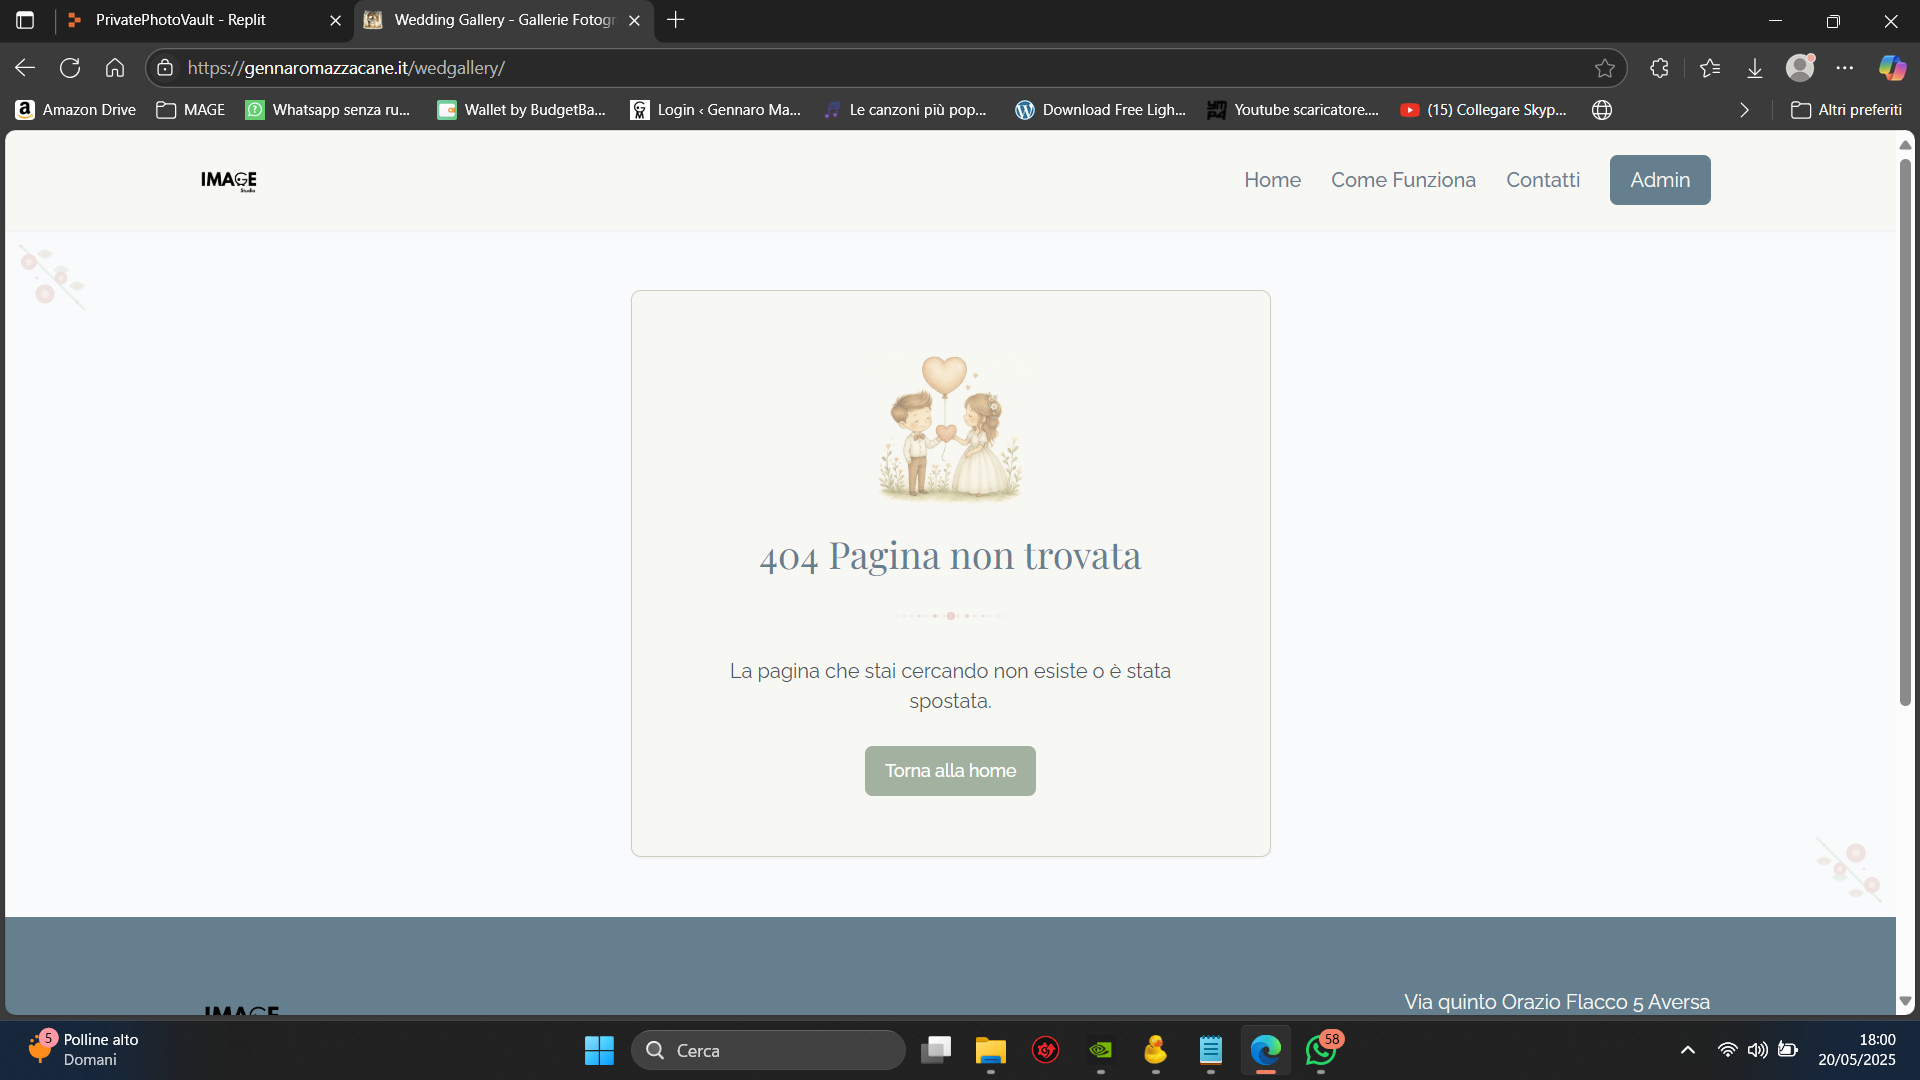 PrivatePhotoVault - Replit
Wedding Gallery - Gallerie Fotogr
https://gennaromazzacane.it/wedgallery/
Amazon Drive
MAGE
Whatsapp senza ru...
Wallet by BudgetBa...
Login ‹ Gennaro Ma...
Le canzoni più pop...
Download Free Ligh...
Youtube scaricatore....
(15) Collegare Skyp...
Altri preferiti
IMAGE
Studio
Home
Come Funziona
Contatti
Admin
404 Pagina non trovata
La pagina che stai cercando non esiste o è stata
spostata.
Torna alla home
IMAGE
Via quinto Orazio Flacco 5 Aversa
5
Polline alto
Domani
Cerca
58
18:00
20/05/2025